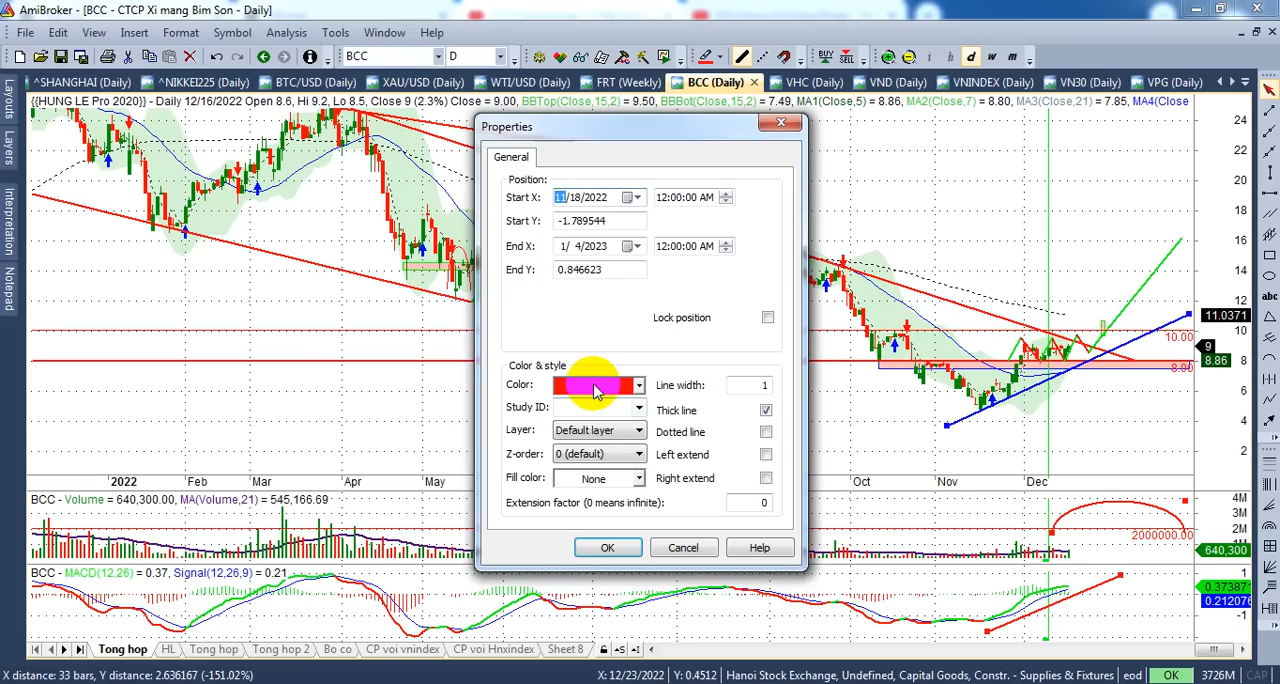 AmiBroker - [BCC - CTCP Xi mang Bim Son - Daily]
File Edit View Insert Format Symbol Analysis Tools Window Help
BCC D BUY SELL i h d w m
^SHANGHAI (Daily) ^NIKKEI225 (Daily) BTC/USD (Daily) XAU/USD (Daily) WTI/USD (Daily) FRT (Weekly) BCC (Daily) VHC (Daily) VND (Daily) VNINDEX (Daily) VN30 (Daily) VPG (Daily)
{{HUNG LE Pro 2020}} - Daily 12/16/2022 Open 8.6, Hi 9.2, Lo 8.5, Close 9 (2.3%) Close = 9.00, BBTop(Close,15,2) = 9.50, BBBot(Close,15,2) = 7.49, MA1(Close,5) = 8.86, MA2(Close,7) = 8.80, MA3(Close,21) = 7.85, MA4(Close
Layouts
Layers
Interpretation
Notepad
Properties
General
Position:
Start X: 11/18/2022 12:00:00 AM
Start Y: -1.789544
End X: 1/ 4/2023 12:00:00 AM
End Y: 0.846623
Lock position
Color & style
Color: Line width: 1
Study ID: Thick line
Layer: Default layer Dotted line
Z-order: 0 (default) Left extend
Fill color: None Right extend
Extension factor (0 means infinite): 0
OK Cancel Help
24
22
20
18
16
14
12
11.0371
10
10.00
9
8.86
8
8.00
6
4
2
abc
2022 Feb Mar Apr May Oct Nov Dec
BCC - Volume = 640,300.00, MA(Volume,21) = 545,166.69
4M
3M
2M
2000000.00
1M
640,300
BCC - MACD(12,26) = 0.37, Signal(12,26,9) = 0.21
1
0.37387
0.212076
-1
Tong hop HL Tong hop Tong hop 2 Bo co CP voi vnindex CP voi Hnxindex Sheet 8
X distance: 33 bars, Y distance: 2.636167 (-151.02%) X: 12/23/2022 Y: 0.4512 Hanoi Stock Exchange, Undefined, Capital Goods, Constr. - Supplies & Fixtures eod OK 3726M CAP